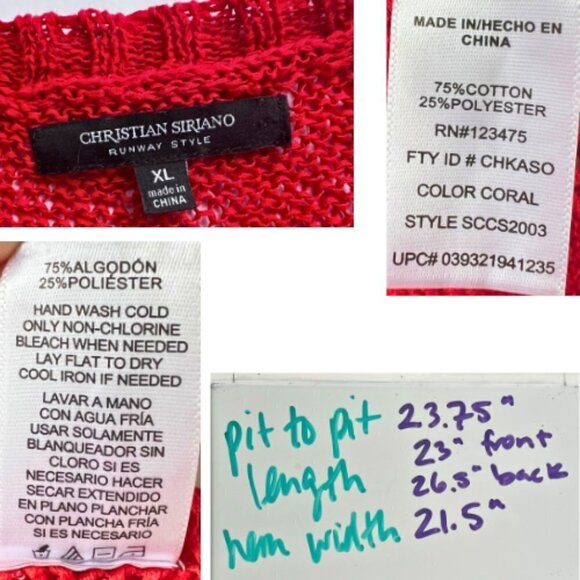 CHRISTIAN SIRIANO
RUNWAY STYLE
XL
made in
CHINA
MADE IN/HECHO EN
CHINA
75%COTTON
25%POLYESTER
RN#123475
FTY ID # CHKASO
COLOR CORAL
STYLE SCCS2003
UPC# 039321941235
75%ALGODÓN
25%POLIÉSTER
HAND WASH COLD
ONLY NON-CHLORINE
BLEACH WHEN NEEDED
LAY FLAT TO DRY
COOL IRON IF NEEDED
LAVAR A MANO
CON AGUA FRÍA
USAR SOLAMENTE
BLANQUEADOR SIN
CLORO SI ES
NECESARIO HACER
SECAR EXTENDIDO
EN PLANO PLANCHAR
CON PLANCHA FRÍA
SI ES NECESARIO
pit to pit 23.75"
length 23" front
26.5" back
hem width 21.5"